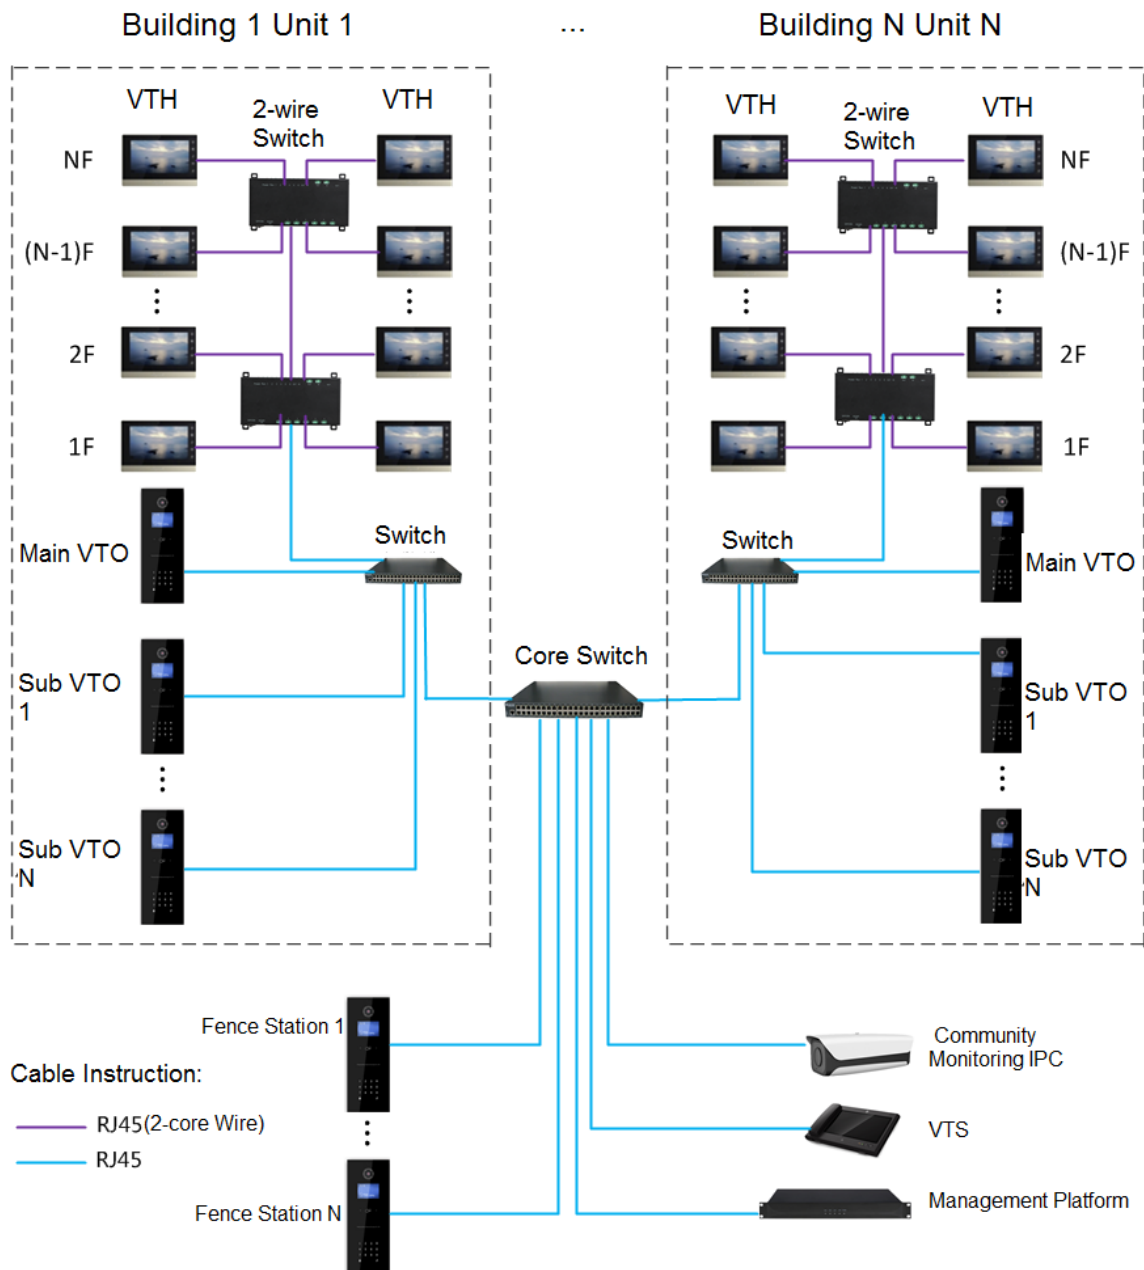 Building 1 Unit 1
...
Building N Unit N
VTH
2-wire
Switch
VTH
NF
(N-1)F
2F
1F
Main VTO
Switch
Sub VTO
1
Sub VTO
N
VTH
2-wire
Switch
VTH
NF
(N-1)F
2F
1F
Switch
Main VTO
Sub VTO
1
Sub VTO
N
Core Switch
Fence Station 1
Fence Station N
Community
Monitoring IPC
VTS
Management Platform
Cable Instruction:
RJ45(2-core Wire)
RJ45